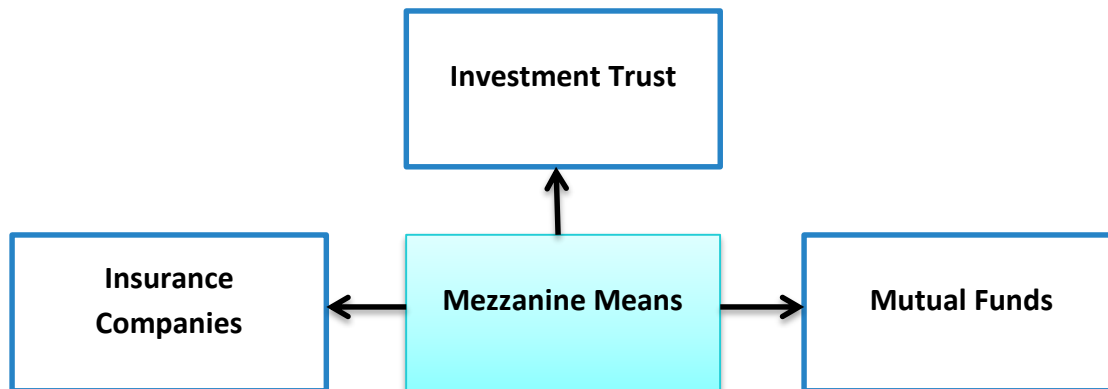 Investment Trust
Insurance
Companies
Mezzanine Means
Mutual Funds